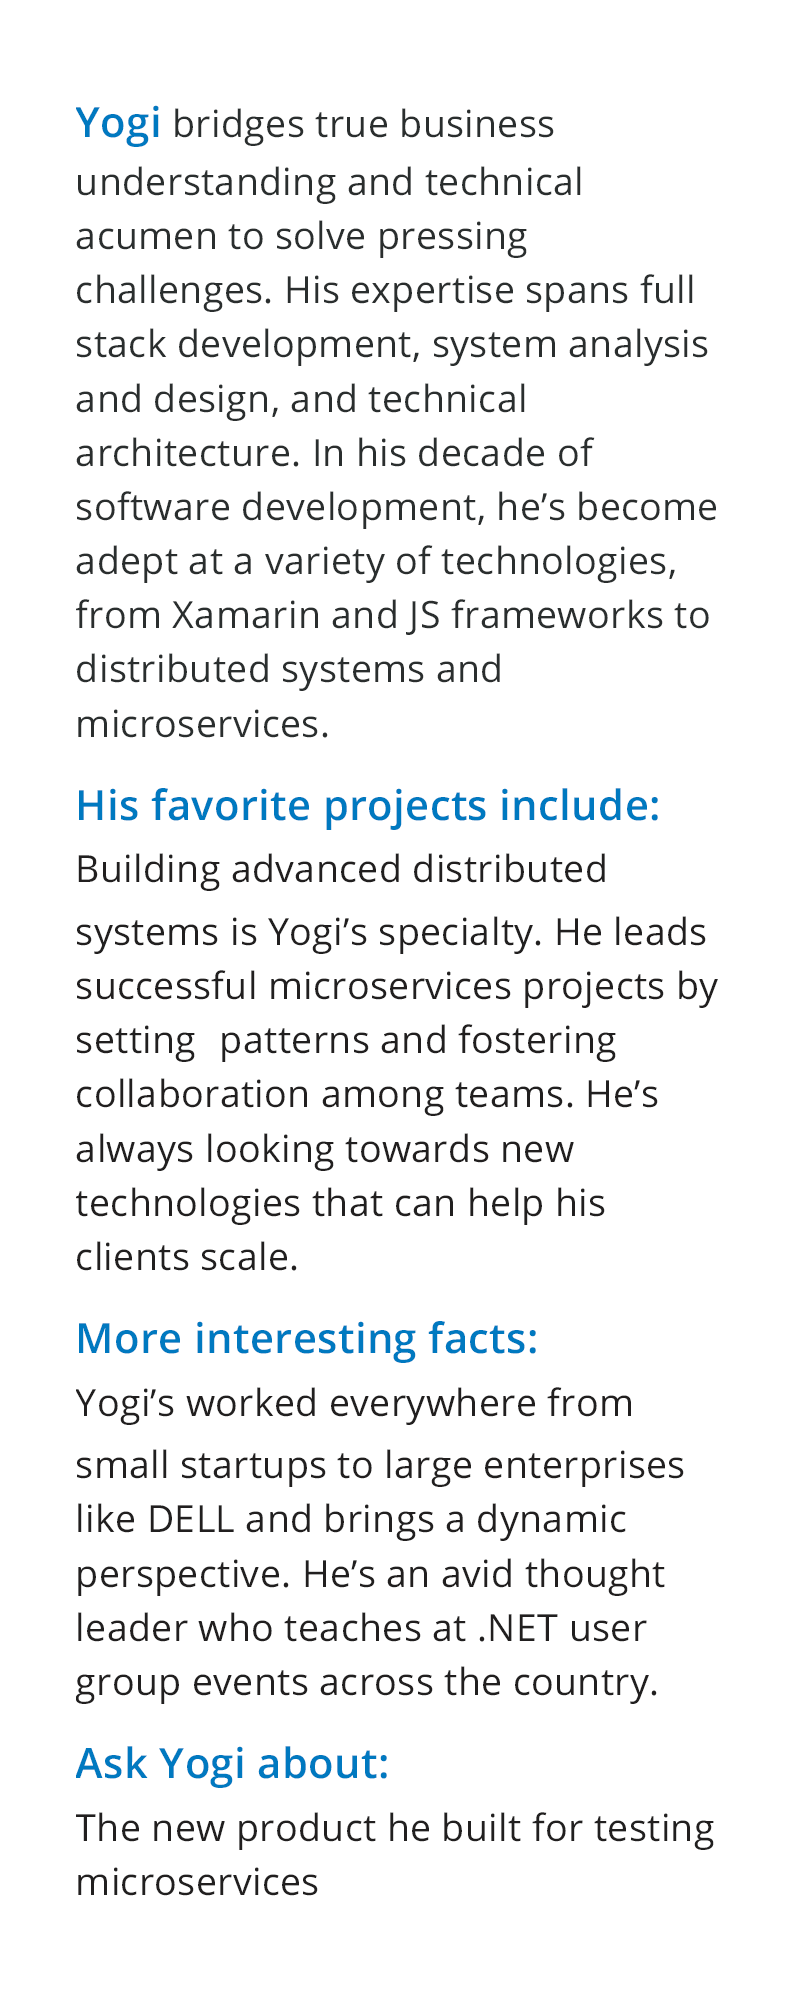 Yogi bridges true business
understanding and technical
acumen to solve pressing
challenges. His expertise spans full
stack development, system analysis
and design, and technical
architecture. In his decade of
software development, he’s become
adept at a variety of technologies,
from Xamarin and JS frameworks to
distributed systems and
microservices.
His favorite projects include:
Building advanced distributed
systems is Yogi’s specialty. He leads
successful microservices projects by
setting  patterns and fostering
collaboration among teams. He’s
always looking towards new
technologies that can help his
clients scale.
More interesting facts:
Yogi’s worked everywhere from
small startups to large enterprises
like DELL and brings a dynamic
perspective. He’s an avid thought
leader who teaches at .NET user
group events across the country.
Ask Yogi about:
The new product he built for testing
microservices